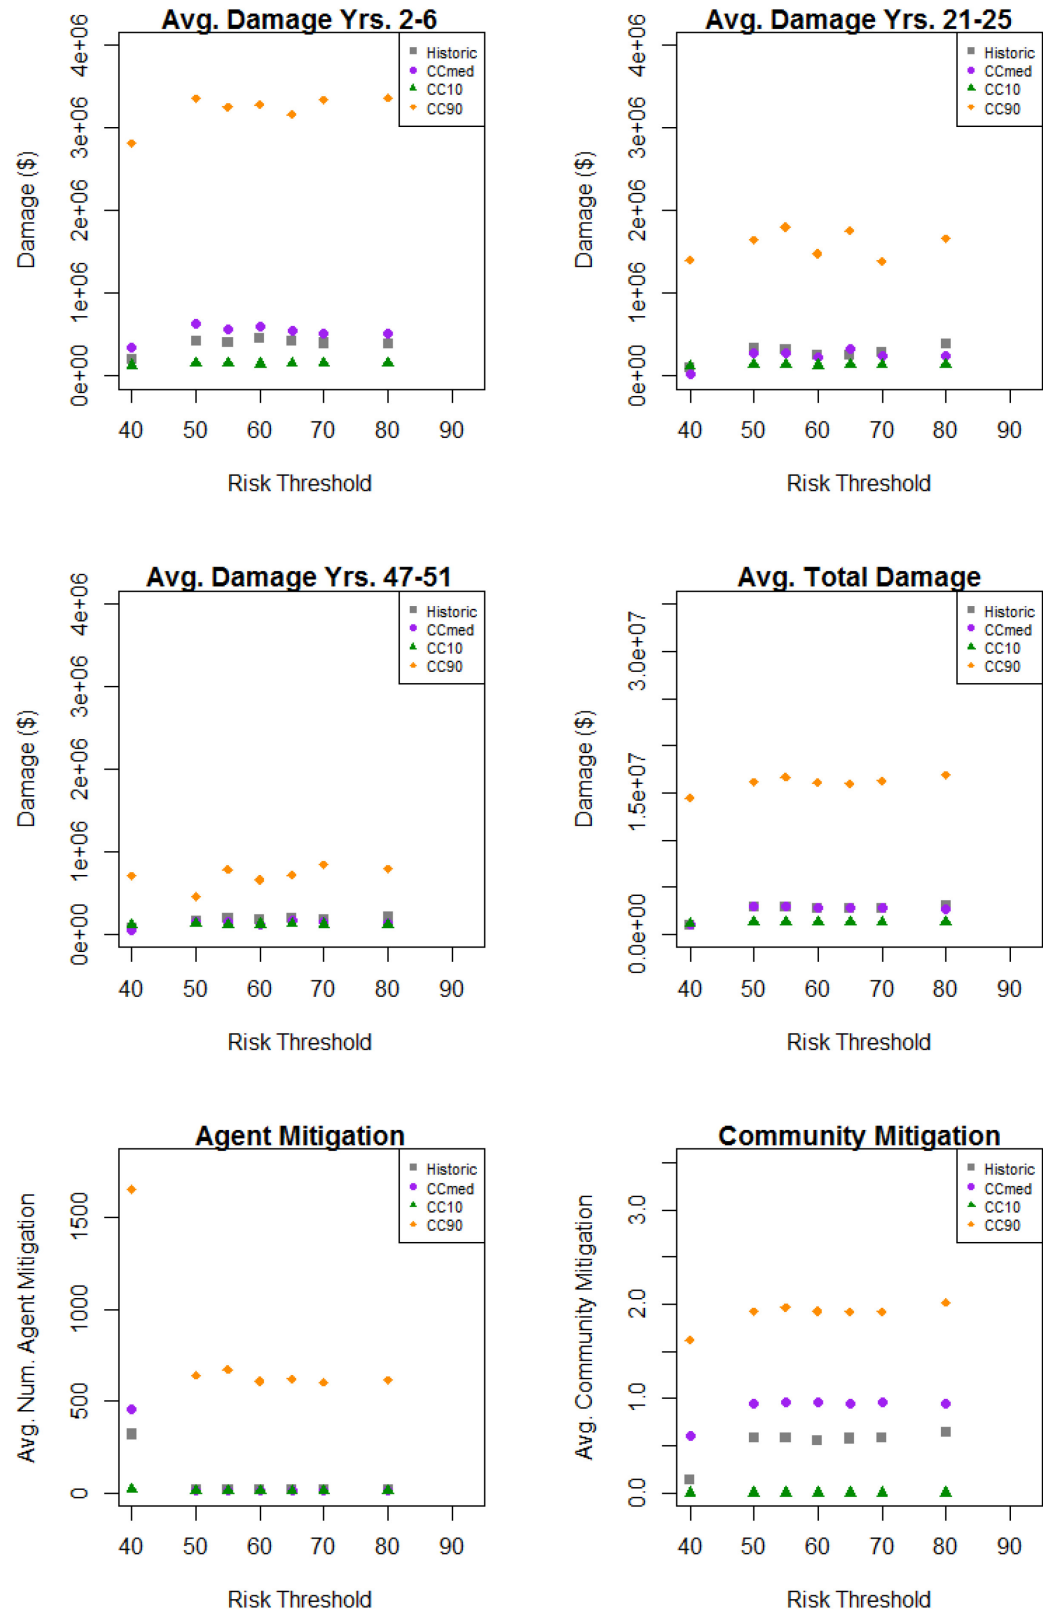 Avg. Damage Yrs. 2-6
Damage ($)
4e+06
3e+06
2e+06
1e+06
0e+00
Historic
CCmed
CC10
CC90
40 50 60 70 80 90
Risk Threshold
Avg. Damage Yrs. 21-25
Damage ($)
4e+06
3e+06
2e+06
1e+06
0e+00
Historic
CCmed
CC10
CC90
40 50 60 70 80 90
Risk Threshold
Avg. Damage Yrs. 47-51
Damage ($)
4e+06
3e+06
2e+06
1e+06
0e+00
Historic
CCmed
CC10
CC90
40 50 60 70 80 90
Risk Threshold
Avg. Total Damage
Damage ($)
3.0e+07
1.5e+07
0.0e+00
Historic
CCmed
CC10
CC90
40 50 60 70 80 90
Risk Threshold
Agent Mitigation
Avg. Num. Agent Mitigation
1500
1000
500
0
Historic
CCmed
CC10
CC90
40 50 60 70 80 90
Risk Threshold
Community Mitigation
Avg. Community Mitigation
3.0
2.0
1.0
0.0
Historic
CCmed
CC10
CC90
40 50 60 70 80 90
Risk Threshold